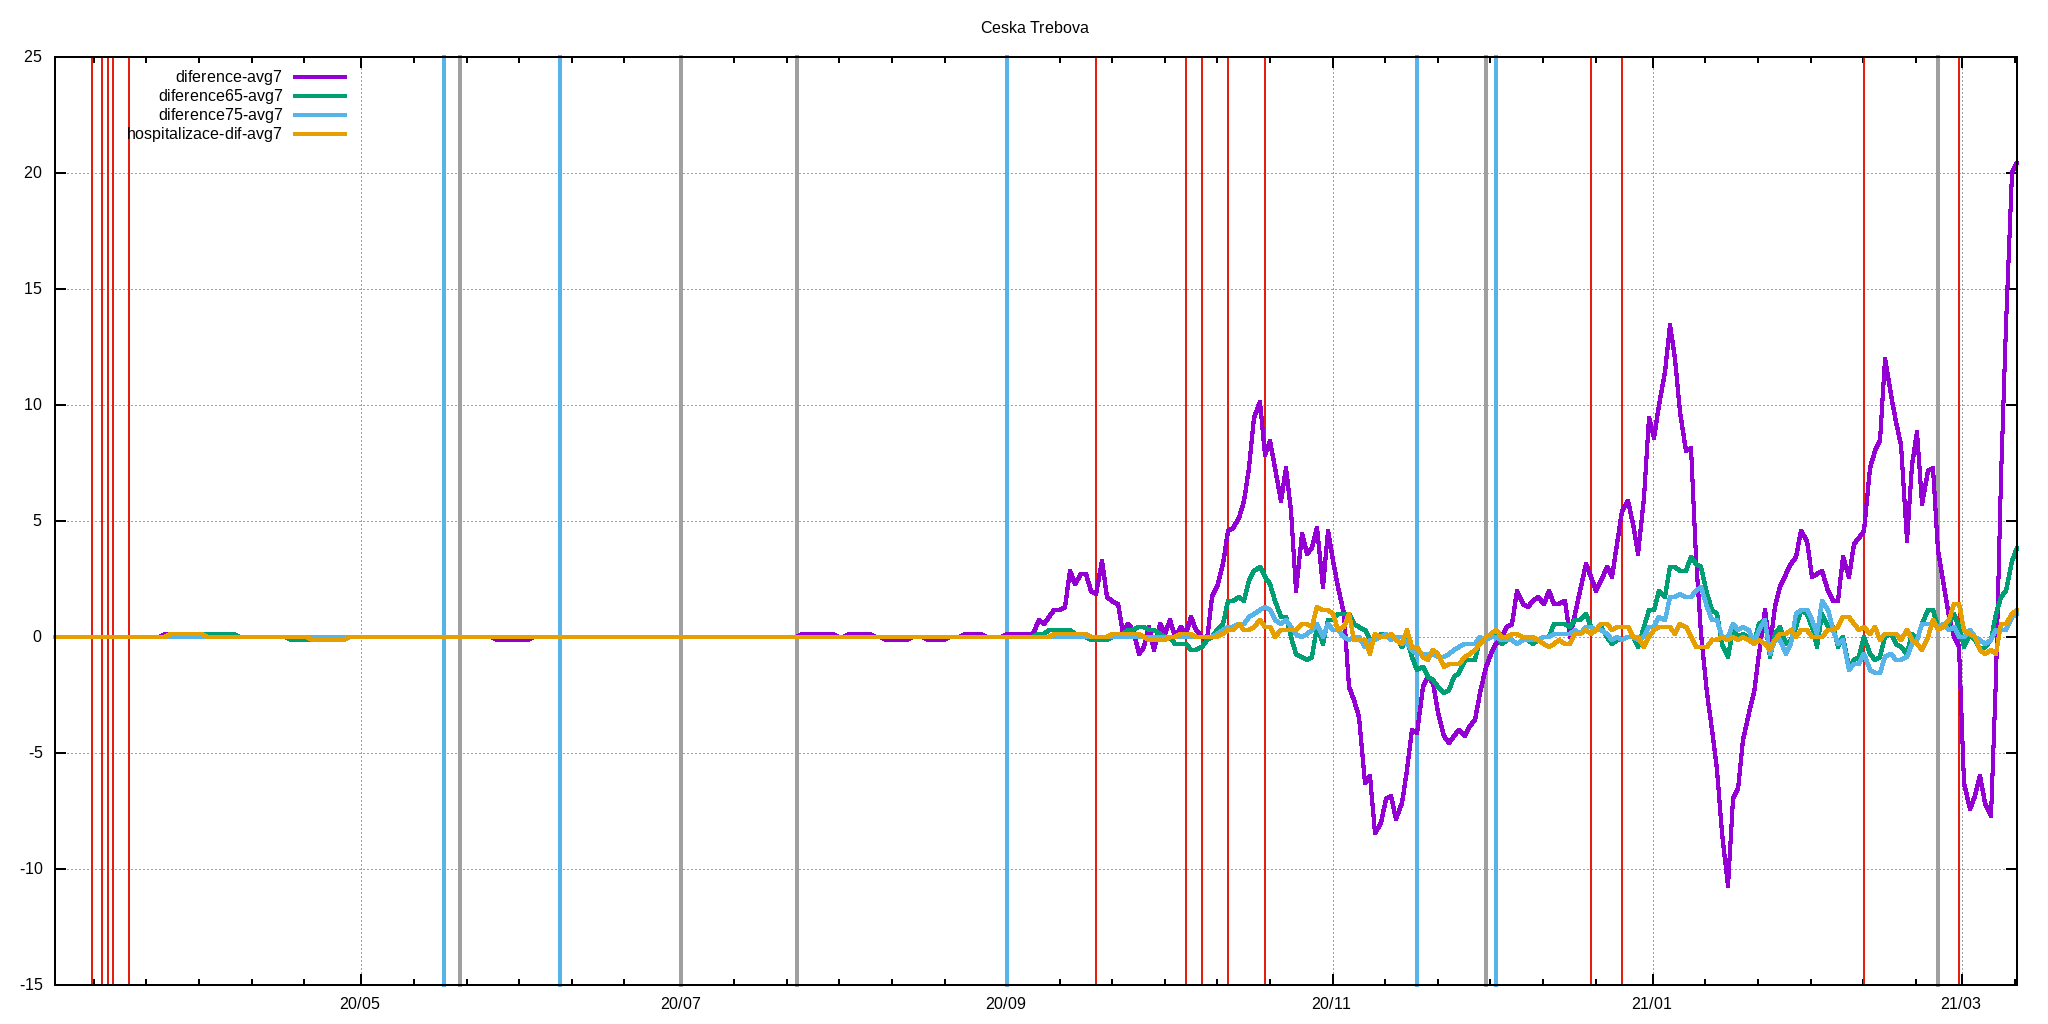 Ceska Trebova
25
diference-avg7
diference65-avg7
diference75-avg7
hospitalizace-dif-avg7
20
15
10
5
0
-5
-10
-15
20/05 20/07 20/09 20/11 21/01 21/03